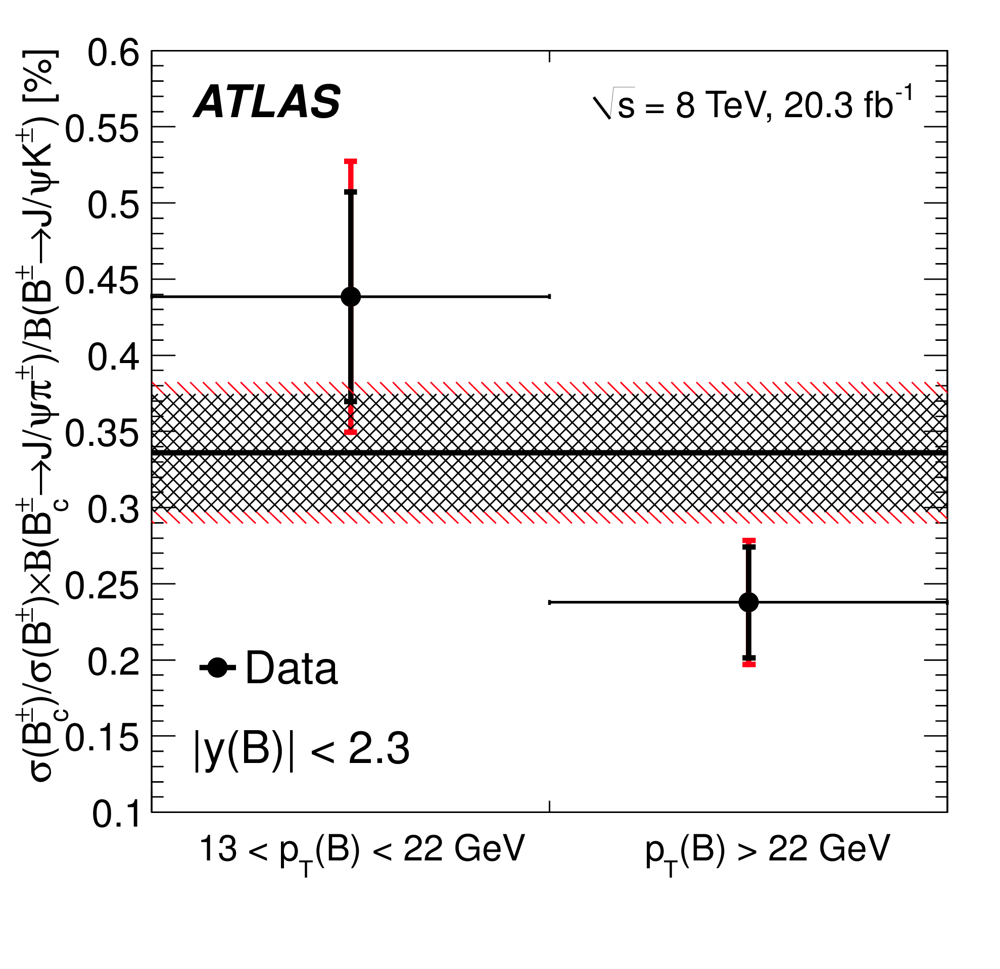 σ(B_c^±)/σ(B^±)×B(B_c^±→J/ψπ^±)/B(B^±→J/ψK^±) [%]
0.6
0.55
0.5
0.45
0.4
0.35
0.3
0.25
0.2
0.15
0.1
ATLAS
√s = 8 TeV, 20.3 fb^-1
Data
|y(B)| < 2.3
13 < p_T(B) < 22 GeV
p_T(B) > 22 GeV